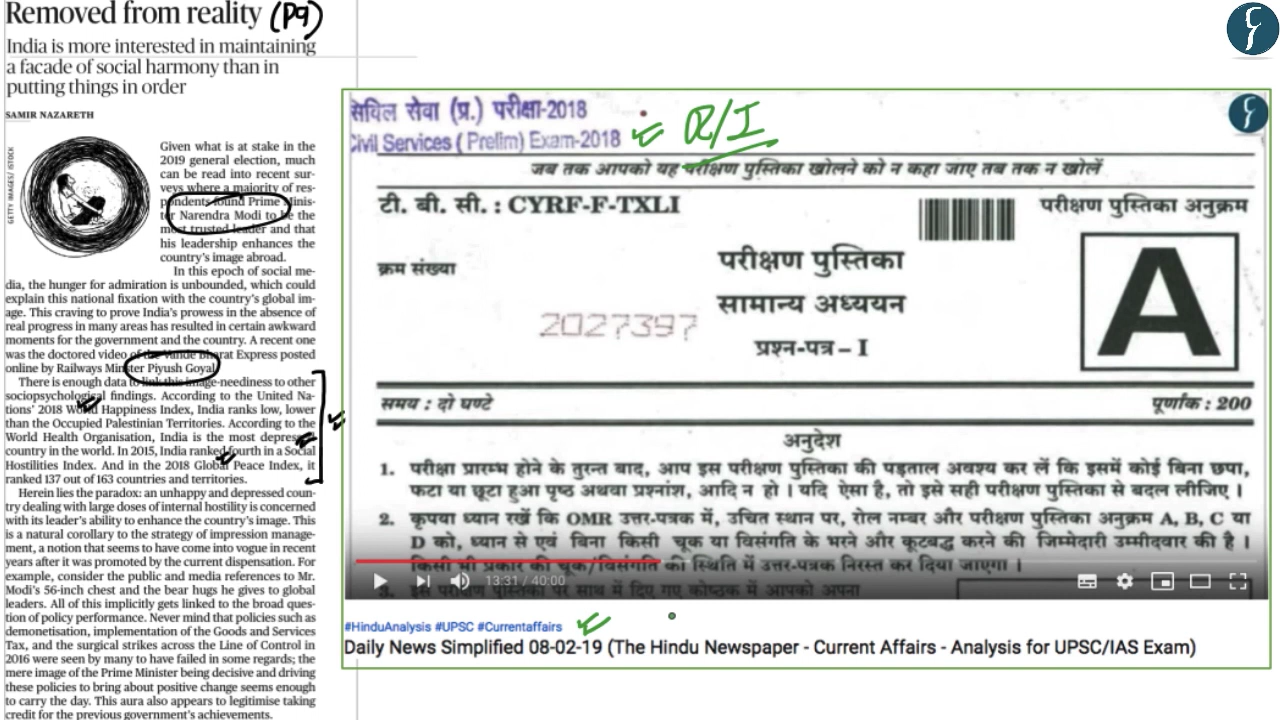 Removed from reality (P9)
India is more interested in maintaining
a facade of social harmony than in
putting things in order
SAMIR NAZARETH
GETTY IMAGES/ ISTOCK
Given what is at stake in the
2019 general election, much
can be read into recent sur-
veys where a majority of res-
pondents found Prime Minis-
ter Narendra Modi to be the
most trusted leader and that
his leadership enhances the
country's image abroad.
In this epoch of social me-
dia, the hunger for admiration is unbounded, which could
explain this national fixation with the country's global im-
age. This craving to prove India's prowess in the absence of
real progress in many areas has resulted in certain awkward
moments for the government and the country. A recent one
was the doctored video of the Vande Bharat Express posted
online by Railways Minister Piyush Goyal.
There is enough data to link this image-neediness to other
sociopsychological findings. According to the United Na-
tions' 2018 World Happiness Index, India ranks low, lower
than the Occupied Palestinian Territories. According to the
World Health Organisation, India is the most depressed
country in the world. In 2015, India ranked fourth in a Social
Hostilities Index. And in the 2018 Global Peace Index, it
ranked 137 out of 163 countries and territories.
Herein lies the paradox: an unhappy and depressed coun-
try dealing with large doses of internal hostility is concerned
with its leader's ability to enhance the country's image. This
is a natural corollary to the strategy of impression manage-
ment, a notion that seems to have come into vogue in recent
years after it was promoted by the current dispensation. For
example, consider the public and media references to Mr.
Modi's 56-inch chest and the bear hugs he gives to global
leaders. All of this implicitly gets linked to the broad ques-
tion of policy performance. Never mind that policies such as
demonetisation, implementation of the Goods and Services
Tax, and the surgical strikes across the Line of Control in
2016 were seen by many to have failed in some regards; the
mere image of the Prime Minister being decisive and driving
these policies to bring about positive change seems enough
to carry the day. This aura also appears to legitimise taking
credit for the previous government's achievements.
सिविल सेवा (प्र.) परीक्षा-2018
Civil Services ( Prelim) Exam-2018
जब तक आपको यह परीक्षण पुस्तिका खोलने को न कहा जाए तब तक न खोलें
टी. बी. सी. : CYRF-F-TXLI
परीक्षण पुस्तिका अनुक्रम
क्रम संख्या
2027397
परीक्षण पुस्तिका
सामान्य अध्ययन
प्रश्न-पत्र – I
A
समय : दो घण्टे
पूर्णांक : 200
अनुदेश
1. परीक्षा प्रारम्भ होने के तुरन्त बाद, आप इस परीक्षण पुस्तिका की पड़ताल अवश्य कर लें कि इसमें कोई बिना छपा,
फटा या छूटा हुआ पृष्ठ अथवा प्रश्नांश, आदि न हो । यदि ऐसा है, तो इसे सही परीक्षण पुस्तिका से बदल लीजिए ।
2. कृपया ध्यान रखें कि OMR उत्तर-पत्रक में, उचित स्थान पर, रोल नम्बर और परीक्षण पुस्तिका अनुक्रम A, B, C या
D को, ध्यान से एवं बिना किसी चूक या विसंगति के भरने और कूटबद्ध करने की जिम्मेदारी उम्मीदवार की है ।
किसी भी प्रकार की चूक/विसंगति की स्थिति में उत्तर-पत्रक निरस्त कर दिया जाएगा ।
3. इस परीक्षण पुस्तिका पर साथ में दिए गए कोष्ठक में आपको अपना
13:31 / 40:00
#HinduAnalysis #UPSC #Currentaffairs
Daily News Simplified 08-02-19 (The Hindu Newspaper - Current Affairs - Analysis for UPSC/IAS Exam)